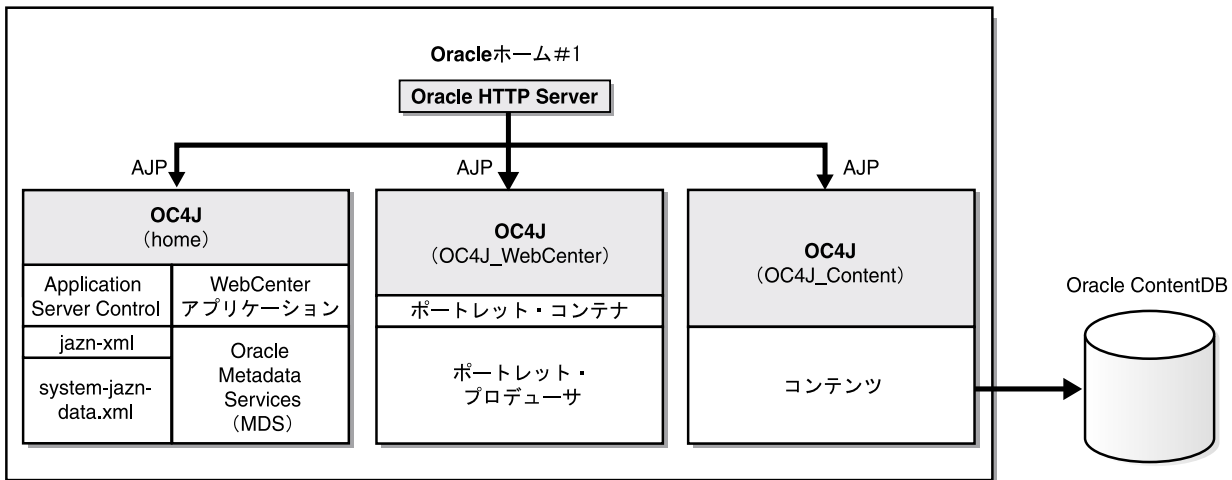 Oracleホーム#1
Oracle HTTP Server
AJP
AJP
AJP
OC4J
(home)
Application
Server Control
WebCenter
アプリケーション
jazn-xml
system-jazn-
data.xml
Oracle
Metadata
Services
(MDS)
OC4J
(OC4J_WebCenter)
ポートレット・コンテナ
ポートレット・
プロデューサ
OC4J
(OC4J_Content)
コンテンツ
Oracle ContentDB